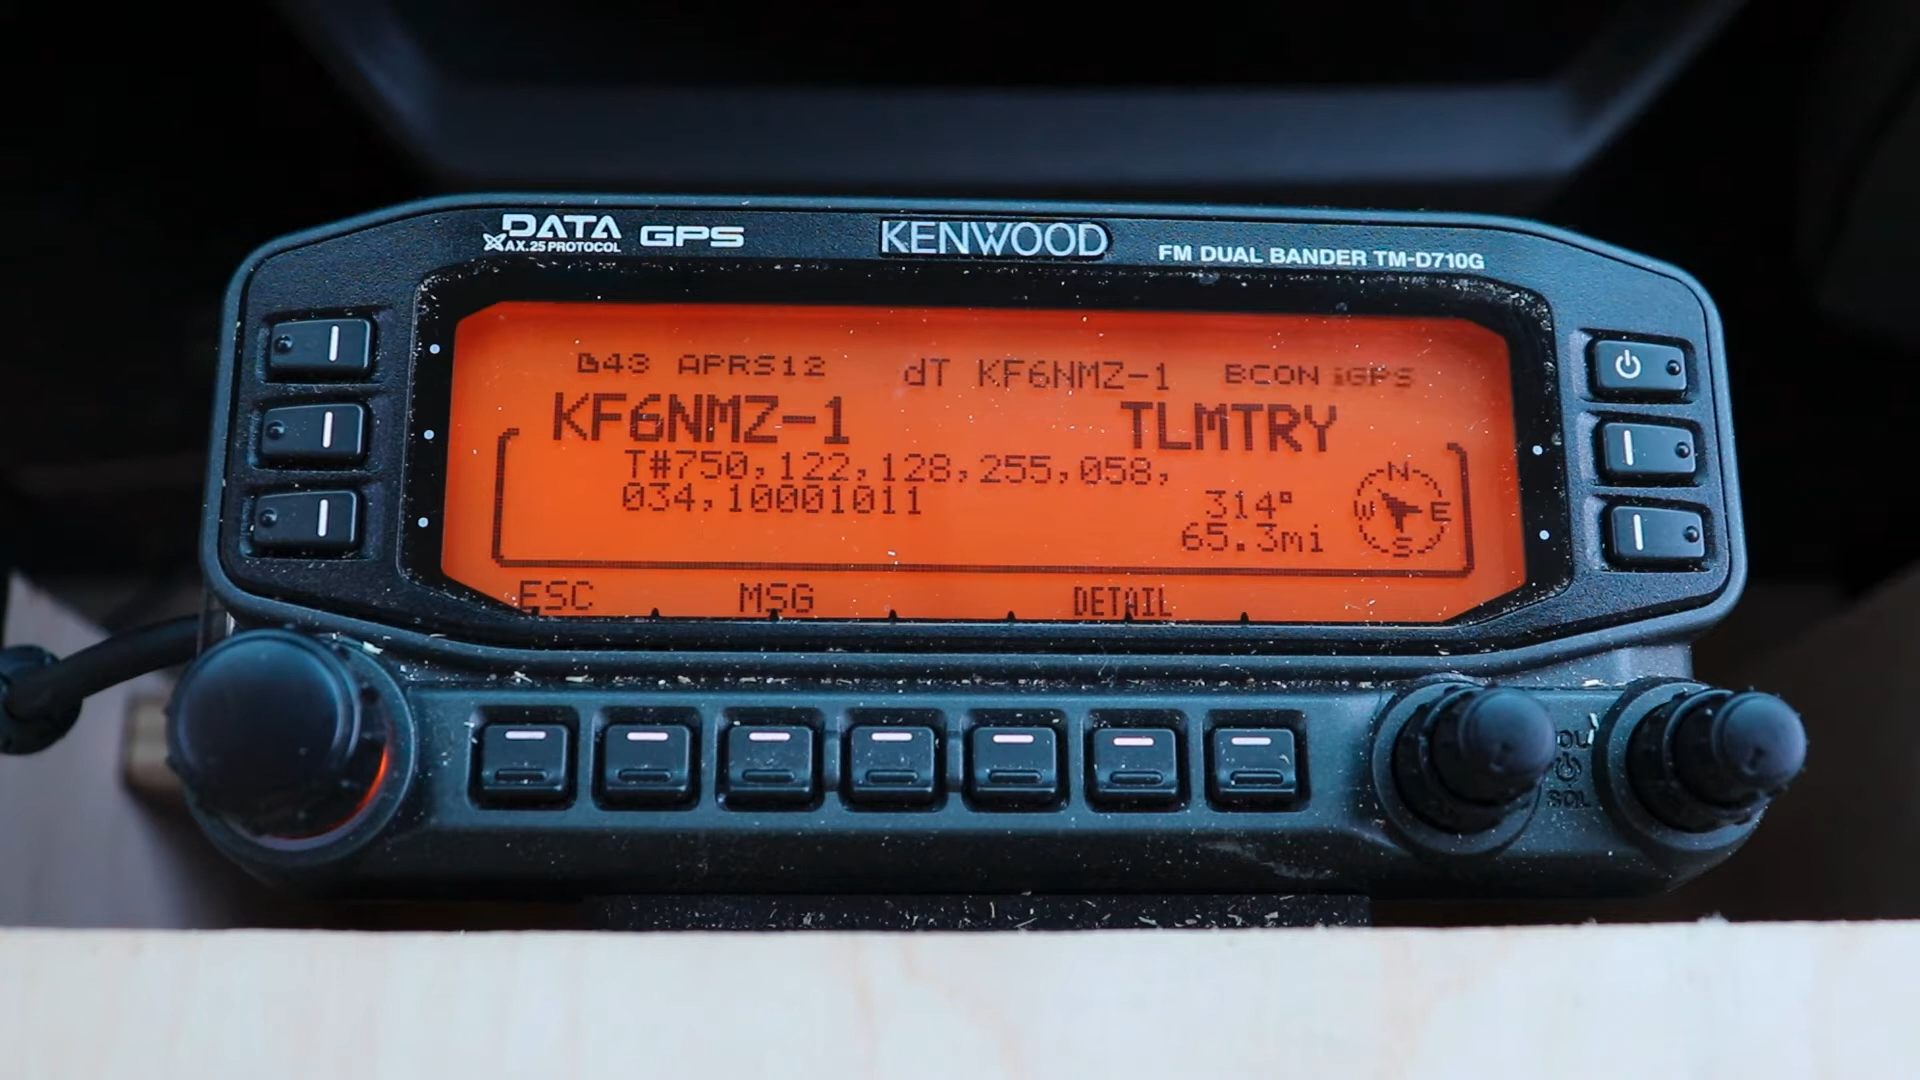 DATA
AX.25 PROTOCOL
GPS
KENWOOD
FM DUAL BANDER TM-D710G
43 APRS12 dT KF6NMZ-1 BCON iGPS
KF6NMZ-1 TLMTRY
T#750,122,128,255,058,
034,10001011
314°
65.3mi
N
W E
S
ESC MSG DETAIL
SQL